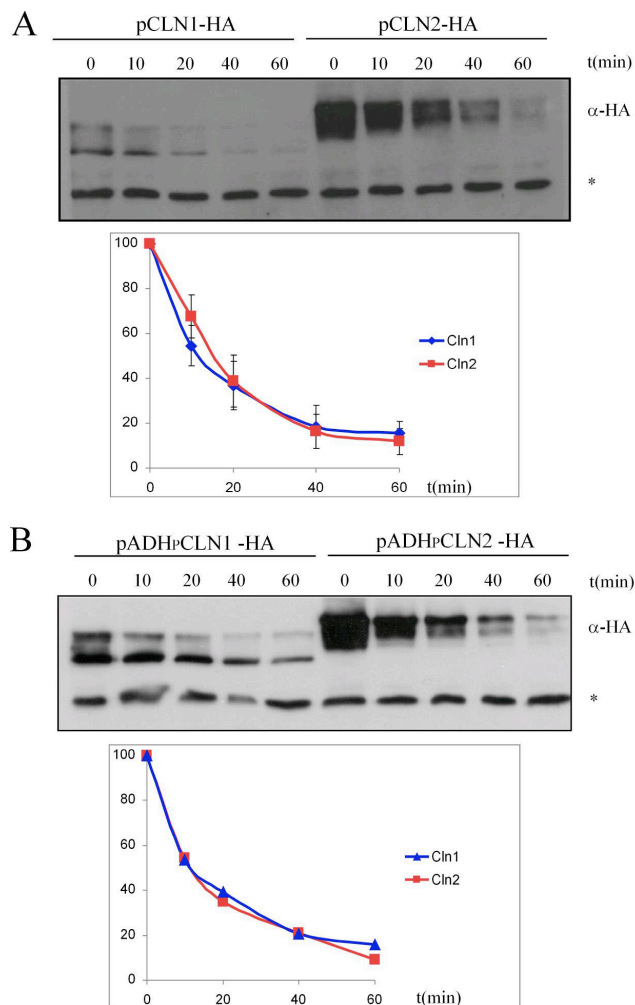 A
pCLN1-HA pCLN2-HA
0 10 20 40 60 0 10 20 40 60 t(min)
α-HA
*
100
80
60
40
20
0
0 20 40 60
t(min)
Cln1
Cln2
B
pADHpCLN1 -HA pADHpCLN2 -HA
0 10 20 40 60 0 10 20 40 60 t(min)
α-HA
*
100
80
60
40
20
0
0 20 40 60
t(min)
Cln1
Cln2